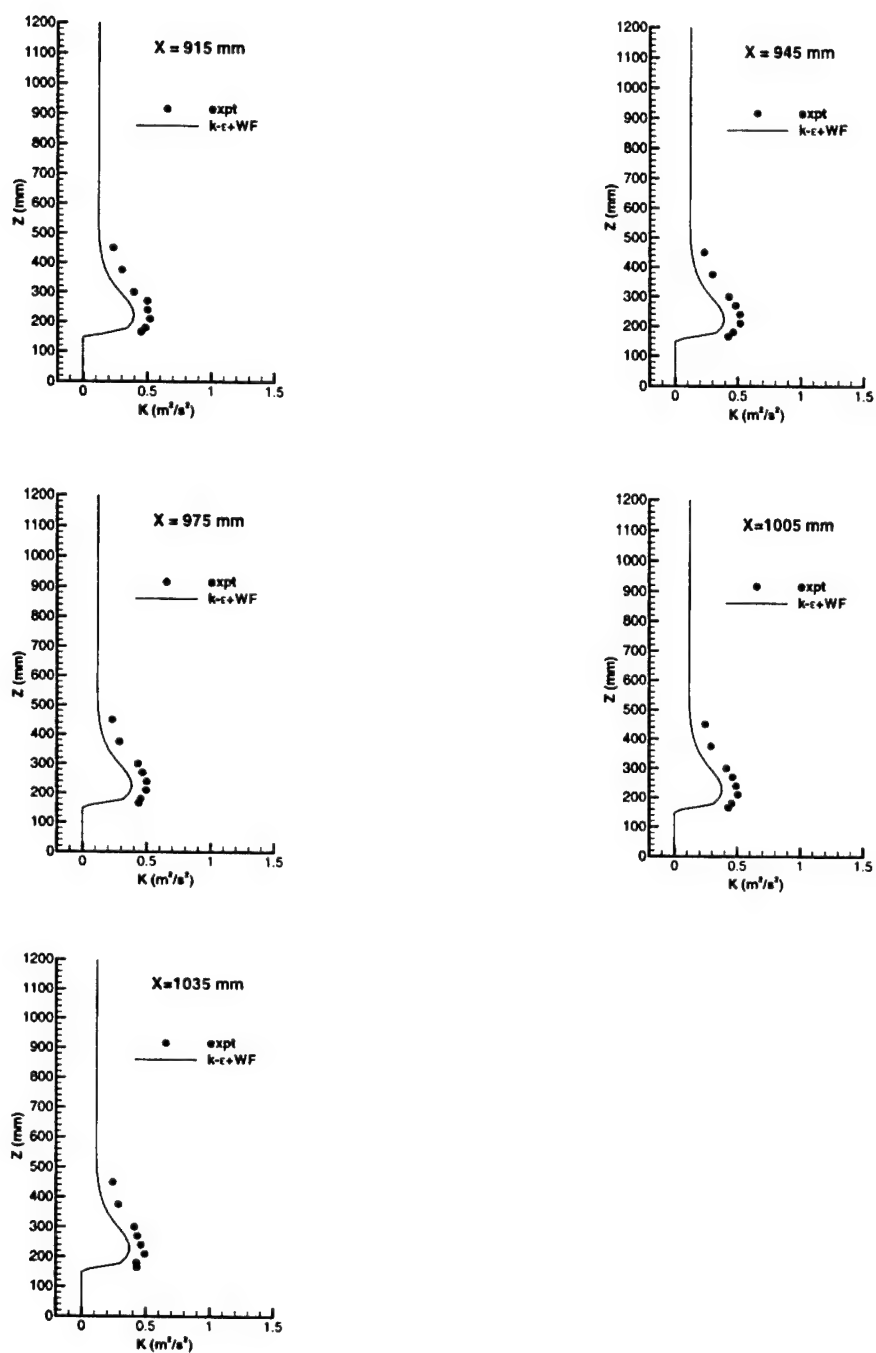 1200
1100
1000
900
800
700
600
500
400
300
200
100
0
Z (mm)
X = 915 mm
expt
k-ε+WF
0 0.5 1 1.5
K (m²/s²)
1200
1100
1000
900
800
700
600
500
400
300
200
100
0
Z (mm)
X = 945 mm
expt
k-ε+WF
0 0.5 1 1.5
K (m²/s²)
1200
1100
1000
900
800
700
600
500
400
300
200
100
0
Z (mm)
X = 975 mm
expt
k-ε+WF
0 0.5 1 1.5
K (m²/s²)
1200
1100
1000
900
800
700
600
500
400
300
200
100
0
Z (mm)
X=1005 mm
expt
k-ε+WF
0 0.5 1 1.5
K (m²/s²)
1200
1100
1000
900
800
700
600
500
400
300
200
100
0
Z (mm)
X=1035 mm
expt
k-ε+WF
0 0.5 1 1.5
K (m²/s²)